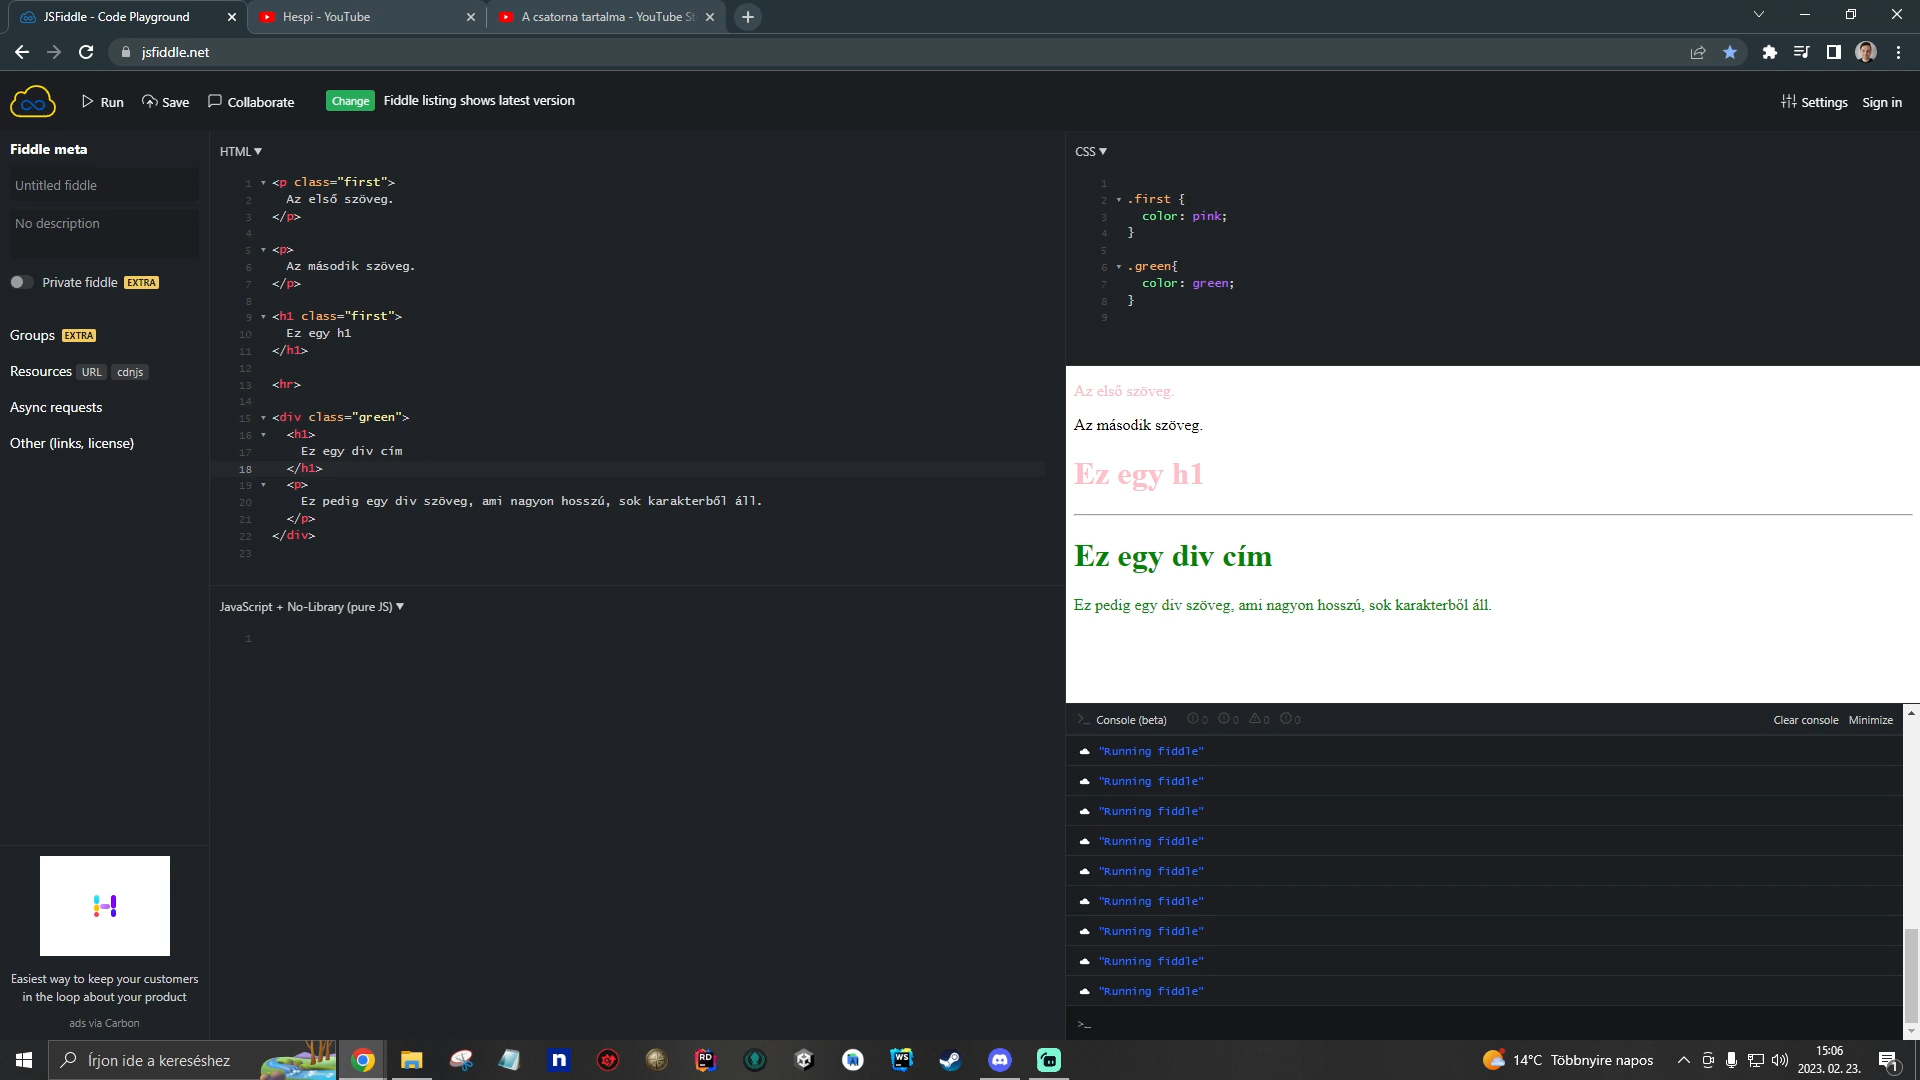 JSFiddle - Code Playground
Hespi - YouTube
A csatorna tartalma - YouTube St
jsfiddle.net
Run
Save
Collaborate
Change
Fiddle listing shows latest version
Settings
Sign in
Fiddle meta
Untitled fiddle
No description
Private fiddle EXTRA
Groups EXTRA
Resources URL cdnjs
Async requests
Other (links, license)
HTML
1 <p class="first">
2 Az első szöveg.
3 </p>
4
5 <p>
6 Az második szöveg.
7 </p>
8
9 <h1 class="first">
10 Ez egy h1
11 </h1>
12
13 <hr>
14
15 <div class="green">
16 <h1>
17 Ez egy div cím
18 </h1>
19 <p>
20 Ez pedig egy div szöveg, ami nagyon hosszú, sok karakterből áll.
21 </p>
22 </div>
23
JavaScript + No-Library (pure JS)
1
CSS
1
2 .first {
3 color: pink;
4 }
5
6 .green{
7 color: green;
8 }
9
Az első szöveg.
Az második szöveg.
Ez egy h1
Ez egy div cím
Ez pedig egy div szöveg, ami nagyon hosszú, sok karakterből áll.
>_ Console (beta) 0 0 0 0
Clear console Minimize
"Running fiddle"
"Running fiddle"
"Running fiddle"
"Running fiddle"
"Running fiddle"
"Running fiddle"
"Running fiddle"
"Running fiddle"
"Running fiddle"
>_
Easiest way to keep your customers
in the loop about your product
ads via Carbon
Írjon ide a kereséshez
n
RD
WS
14°C Többnyire napos
15:06
2023. 02. 23.
1